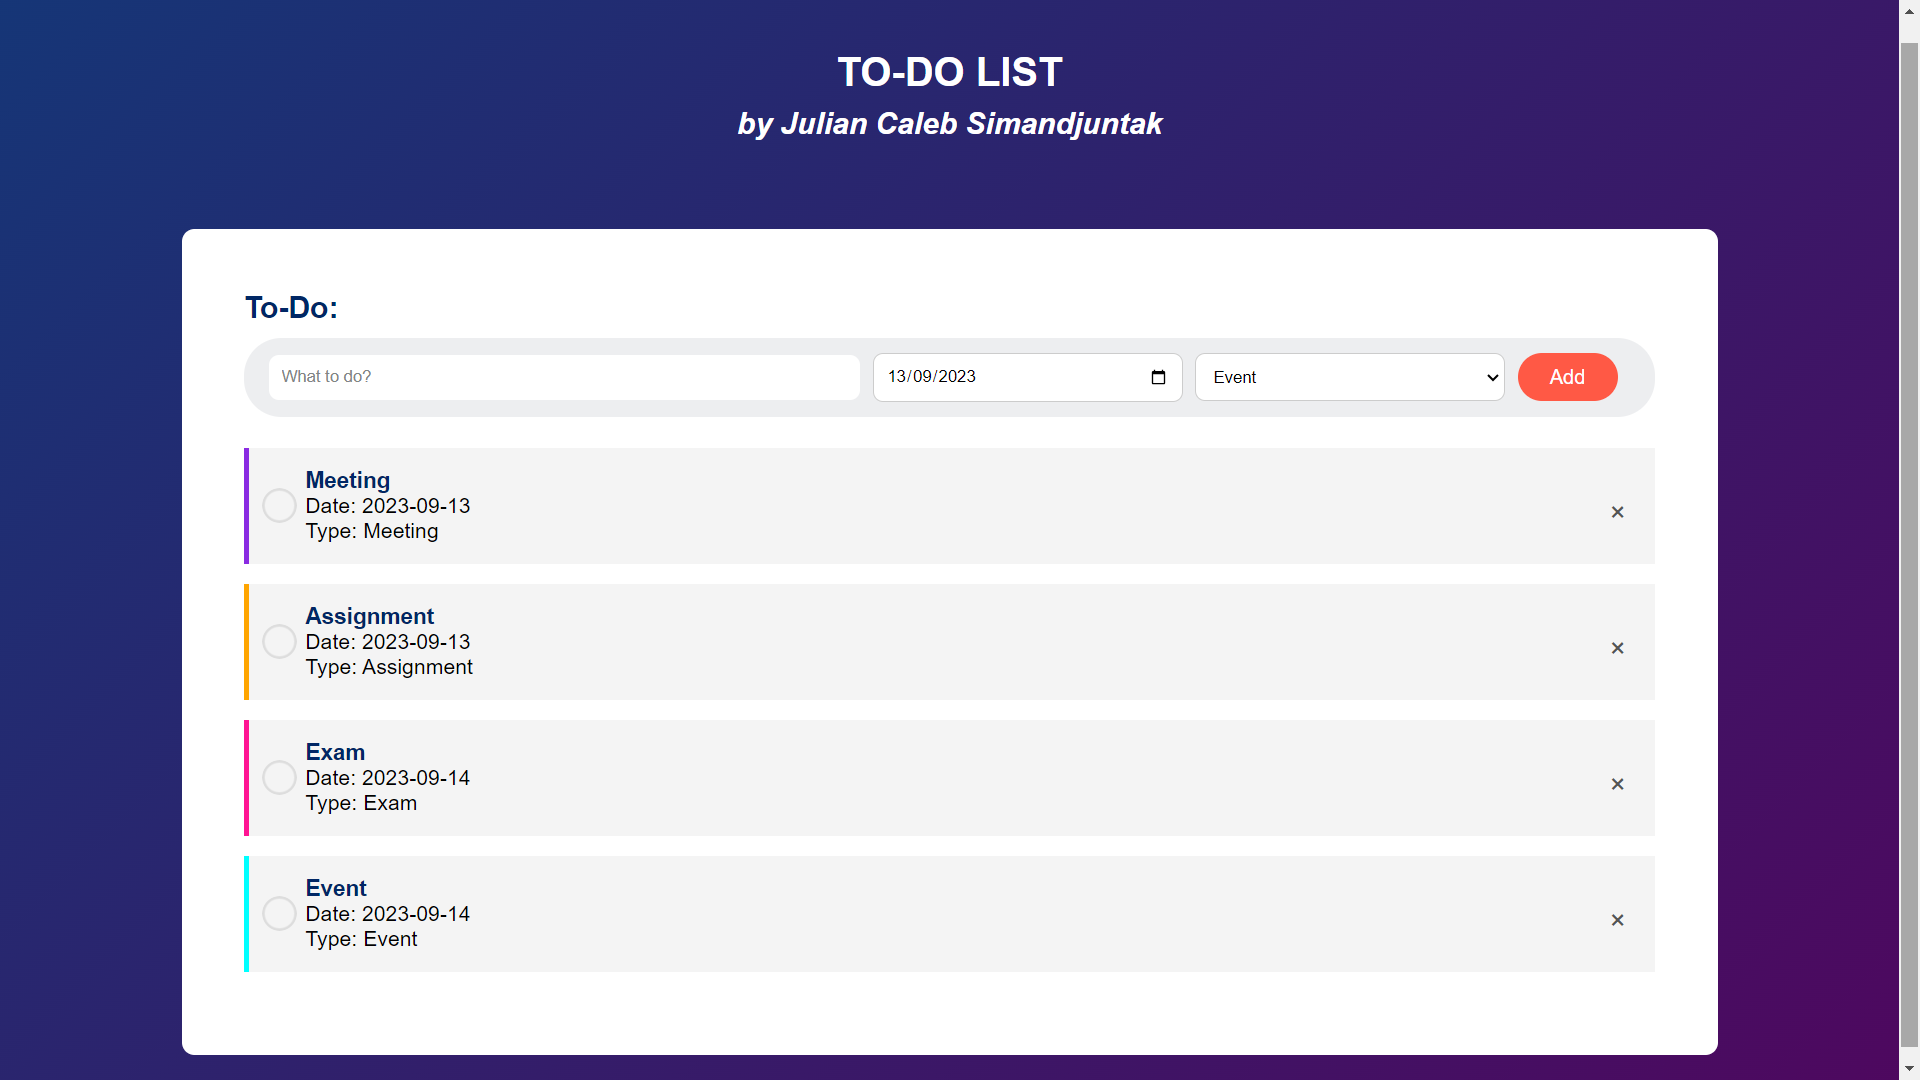 TO-DO LIST
by Julian Caleb Simandjuntak
To-Do:
What to do? 13/09/2023 Event Add
Meeting
Date: 2023-09-13
Type: Meeting
×
Assignment
Date: 2023-09-13
Type: Assignment
×
Exam
Date: 2023-09-14
Type: Exam
×
Event
Date: 2023-09-14
Type: Event
×